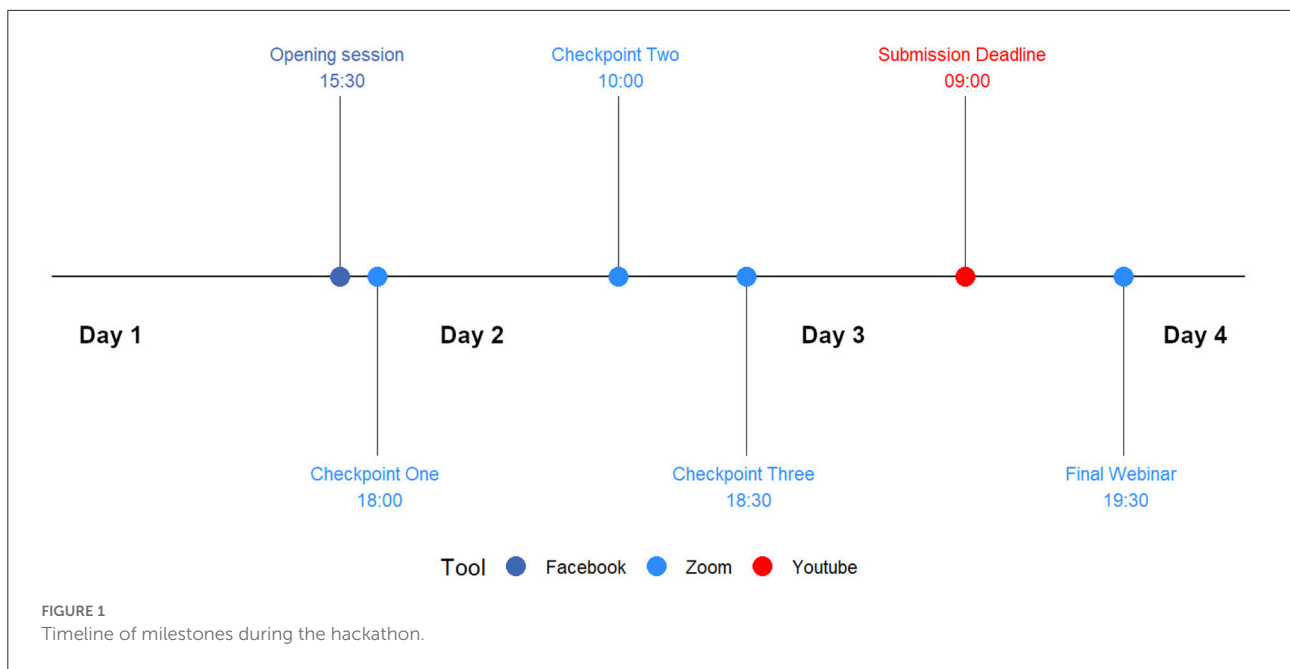 Opening session
15:30
Checkpoint Two
10:00
Submission Deadline
09:00
Day 1
Day 2
Day 3
Day 4
Checkpoint One
18:00
Checkpoint Three
18:30
Final Webinar
19:30
Tool Facebook Zoom Youtube
FIGURE 1
Timeline of milestones during the hackathon.